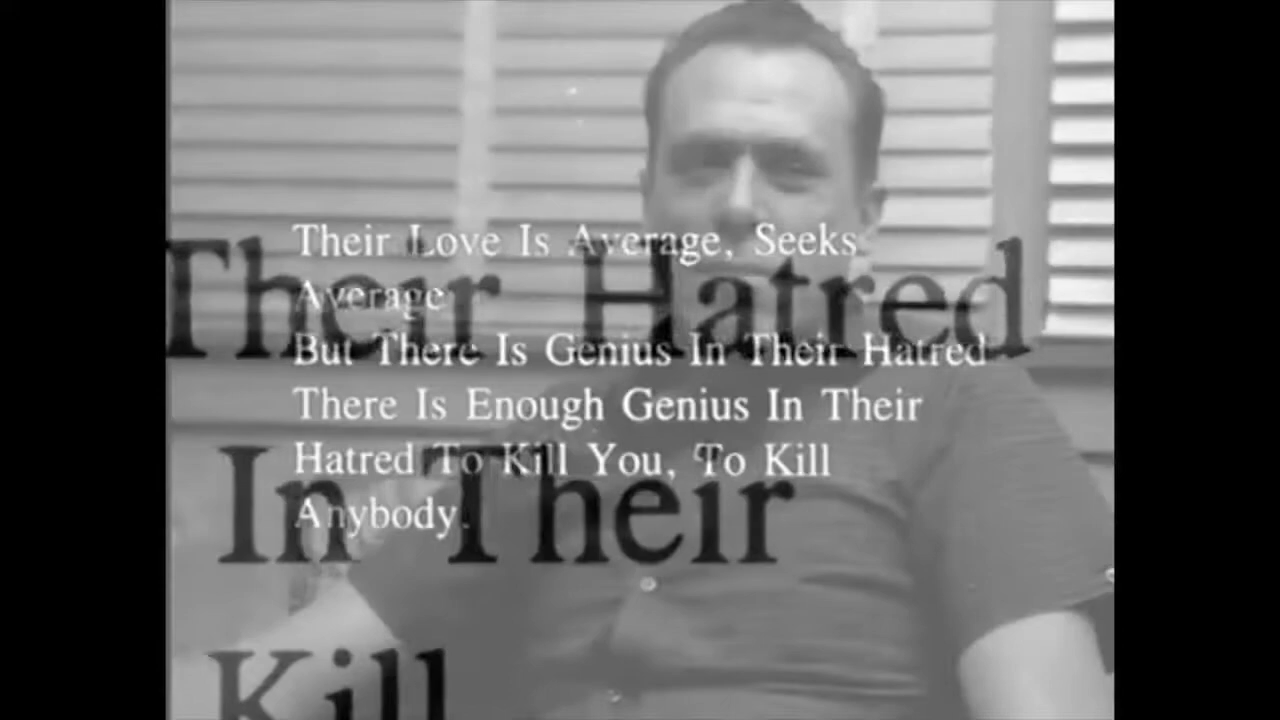 Their Love Is Average, Seeks
Average
But There Is Genius In Their Hatred
There Is Enough Genius In Their
Hatred To Kill You, To Kill
Anybody.
Their Hatred
In Their
Kill